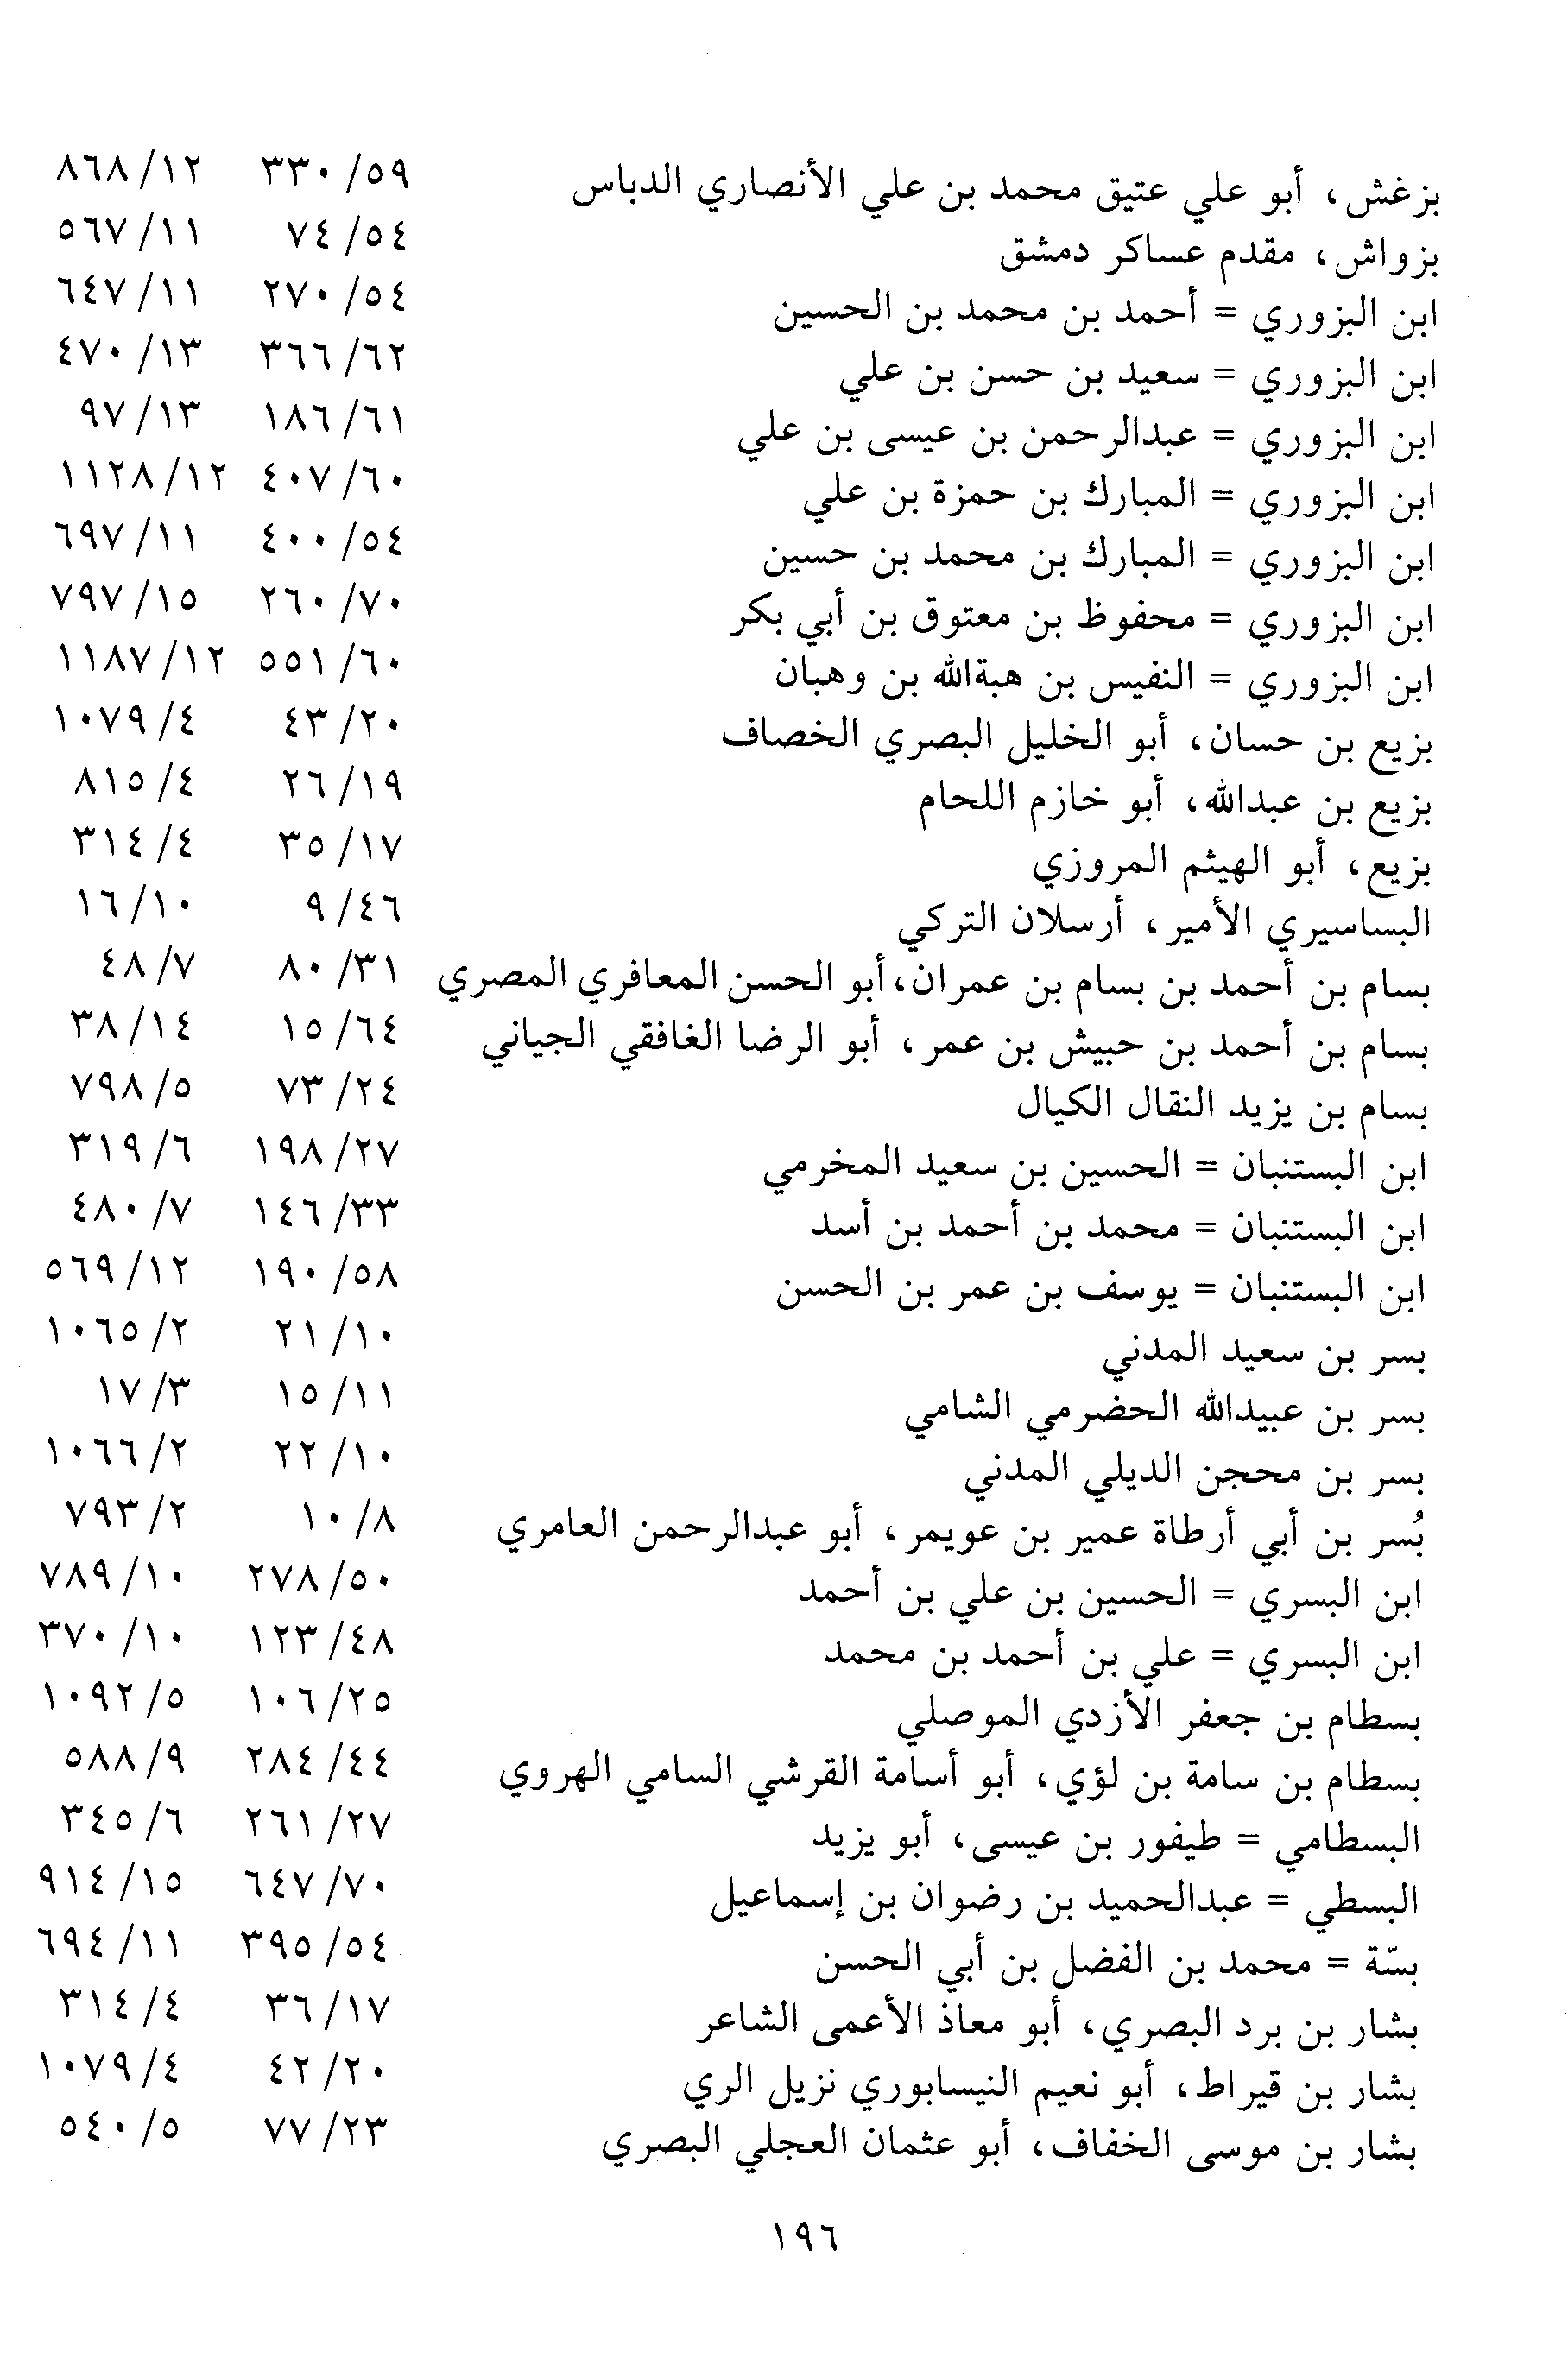 بزغش، أبو علي عتيق محمد بن علي الأنصاري الدباس ٥٩/ ٣٣٠ ١٢/ ٨٦٨
بزواش، مقدم عساكر دمشق ٥٤/ ٧٤ ١١/ ٥٦٧
ابن البزوري = أحمد بن محمد بن الحسين ٥٤/ ٢٧٠ ١١/ ٦٤٧
ابن البزوري = سعيد بن حسن بن علي ٦٢/ ٣٦٦ ١٣/ ٤٧٠
ابن البزوري = عبدالرحمن بن عيسى بن علي ٦١/ ١٨٦ ١٣/ ٩٧
ابن البزوري = المبارك بن حمزة بن علي ٦٠/ ٤٠٧ ١٢/ ١١٢٨
ابن البزوري = المبارك بن محمد بن حسين ٥٤/ ٤٠٠ ١١/ ٦٩٧
ابن البزوري = محفوظ بن معتوق بن أبي بكر ٧٠/ ٢٦٠ ١٥/ ٧٩٧
ابن البزوري = النفيس بن هبةالله بن وهبان ٦٠/ ٥٥١ ١٢/ ١١٨٧
بزيع بن حسان، أبو الخليل البصري الخصاف ٢٠/ ٤٣ ٤/ ١٠٧٩
بزيع بن عبدالله، أبو خازم اللحام ١٩/ ٢٦ ٤/ ٨١٥
بزيع، أبو الهيثم المروزي ١٧/ ٣٥ ٤/ ٣١٤
البساسيري الأمير، أرسلان التركي ٤٦/ ٩ ١٠/ ١٦
بسام بن أحمد بن بسام بن عمران، أبو الحسن المعافري المصري ٣١/ ٨٠ ٧/ ٤٨
بسام بن أحمد بن حبيش بن عمر، أبو الرضا الغافقي الجياني ٦٤/ ١٥ ١٤/ ٣٨
بسام بن يزيد النقال الكيال ٢٤/ ٧٣ ٥/ ٧٩٨
ابن البستنبان = الحسين بن سعيد المخرمي ٢٧/ ١٩٨ ٦/ ٣١٩
ابن البستنبان = محمد بن أحمد بن أسد ٣٣/ ١٤٦ ٧/ ٤٨٠
ابن البستنبان = يوسف بن عمر بن الحسن ٥٨/ ١٩٠ ١٢/ ٥٦٩
بسر بن سعيد المدني ١٠/ ٢١ ٢/ ١٠٦٥
بسر بن عبيدالله الحضرمي الشامي ١١/ ١٥ ٣/ ١٧
بسر بن محجن الديلي المدني ١٠/ ٢٢ ٢/ ١٠٦٦
بُسر بن أبي أرطاة عمير بن عويمر، أبو عبدالرحمن العامري ٨/ ١٠ ٢/ ٧٩٣
ابن البسري = الحسين بن علي بن أحمد ٥٠/ ٢٧٨ ١٠/ ٧٨٩
ابن البسري = علي بن أحمد بن محمد ٤٨/ ١٢٣ ١٠/ ٣٧٠
بسطام بن جعفر الأزدي الموصلي ٢٥/ ١٠٦ ٥/ ١٠٩٢
بسطام بن سامة بن لؤي، أبو أسامة القرشي السامي الهروي ٤٤/ ٢٨٤ ٩/ ٥٨٨
البسطامي = طيفور بن عيسى، أبو يزيد ٢٧/ ٢٦١ ٦/ ٣٤٥
البسطي = عبدالحميد بن رضوان بن إسماعيل ٧٠/ ٦٤٧ ١٥/ ٩١٤
بسّة = محمد بن الفضل بن أبي الحسن ٥٤/ ٣٩٥ ١١/ ٦٩٤
بشار بن برد البصري، أبو معاذ الأعمى الشاعر ١٧/ ٣٦ ٤/ ٣١٤
بشار بن قيراط، أبو نعيم النيسابوري نزيل الري ٢٠/ ٤٢ ٤/ ١٠٧٩
بشار بن موسى الخفاف، أبو عثمان العجلي البصري ٢٣/ ٧٧ ٥/ ٥٤٠
١٩٦